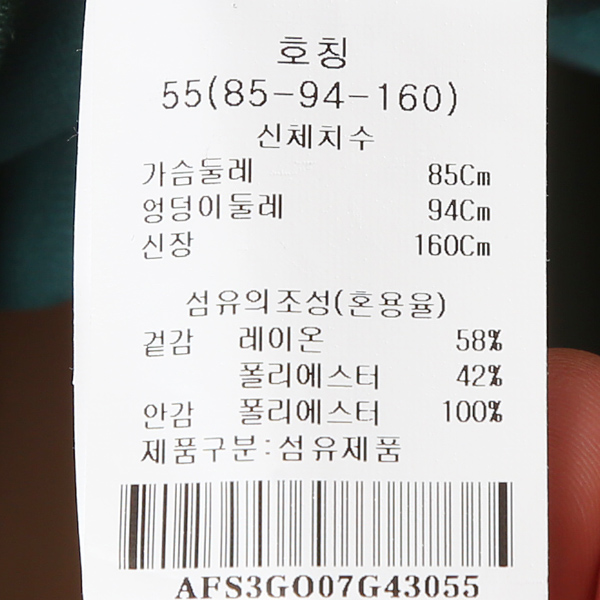 호칭
55(85-94-160)
신체치수
가슴둘레 85Cm
엉덩이둘레 94Cm
신장 160Cm
섬유의조성(혼용율)
겉감 레이온 58%
폴리에스터 42%
안감 폴리에스터 100%
제품구분:섬유제품
AFS3GO07G43055